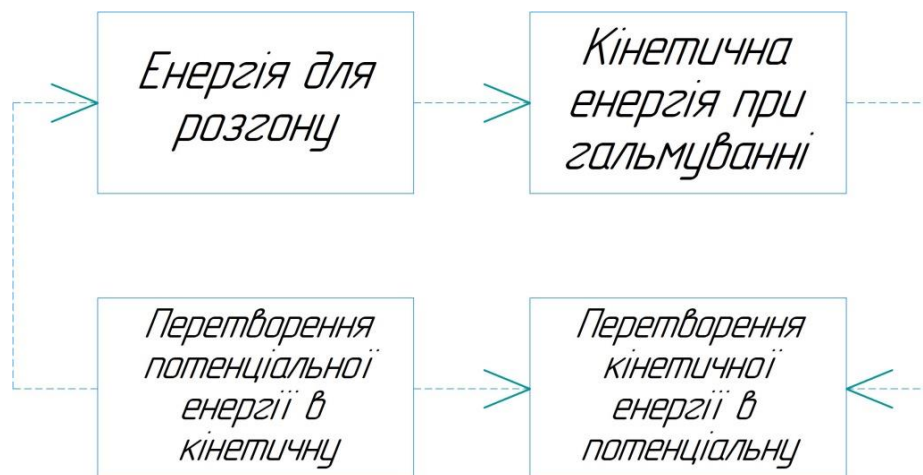 Енергія для
розгону
Кінетична
енергія при
гальмуванні
Перетворення
потенціальної
енергії в
кінетичну
Перетворення
кінетичної
енергії в
потенціальну